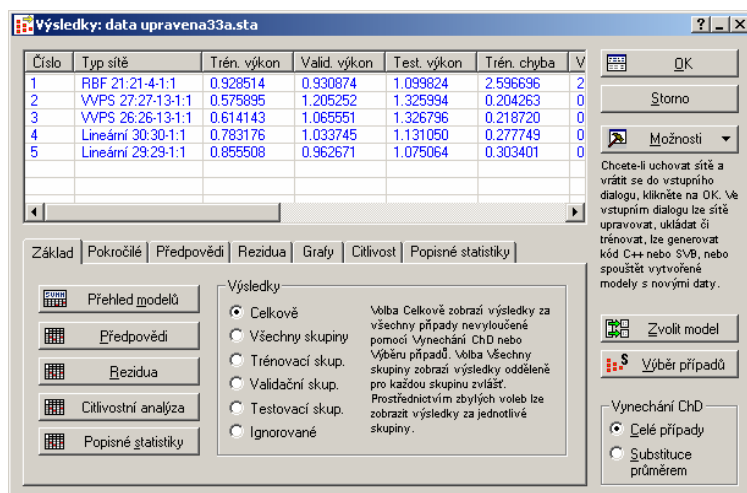 Výsledky: data upravena33a.sta
Číslo Typ sítě Trén. výkon Valid. výkon Test. výkon Trén. chyba V
1 RBF 21:21-4-1:1 0.928514 0.930874 1.099824 2.596696 2
2 VVPS 27:27-13-1:1 0.575895 1.205252 1.325994 0.204263 0
3 VVPS 26:26-13-1:1 0.614143 1.065551 1.326796 0.218720 0
4 Lineární 30:30-1:1 0.783176 1.033745 1.131050 0.277749 0
5 Lineární 29:29-1:1 0.855508 0.962671 1.075064 0.303401 0
OK
Storno
Možnosti
Chcete-li uchovat sítě a
vrátit se do vstupního
dialogu, klikněte na OK. Ve
vstupním dialogu lze sítě
upravovat, ukládat či
trénovat, lze generovat
kód C++ nebo SVB, nebo
spouštět vytvořené
modely s novými daty.
Základ Pokročilé Předpovědi Rezidua Grafy Citlivost Popisné statistiky
Přehled modelů
Předpovědi
Rezidua
Citlivostní analýza
Popisné statistiky
Výsledky
Celkově
Všechny skupiny
Trénovací skup.
Validační skup.
Testovací skup.
Ignorované
Volba Celkově zobrazí výsledky za
všechny případy nevyloučené
pomocí Vynechání ChD nebo
Výběru případů. Volba Všechny
skupiny zobrazí výsledky odděleně
pro každou skupinu zvlášť.
Prostřednictvím zbylých voleb lze
zobrazit výsledky za jednotlivé
skupiny.
Zvolit model
S Výběr případů
Vynechání ChD
Celé případy
Substituce
průměrem